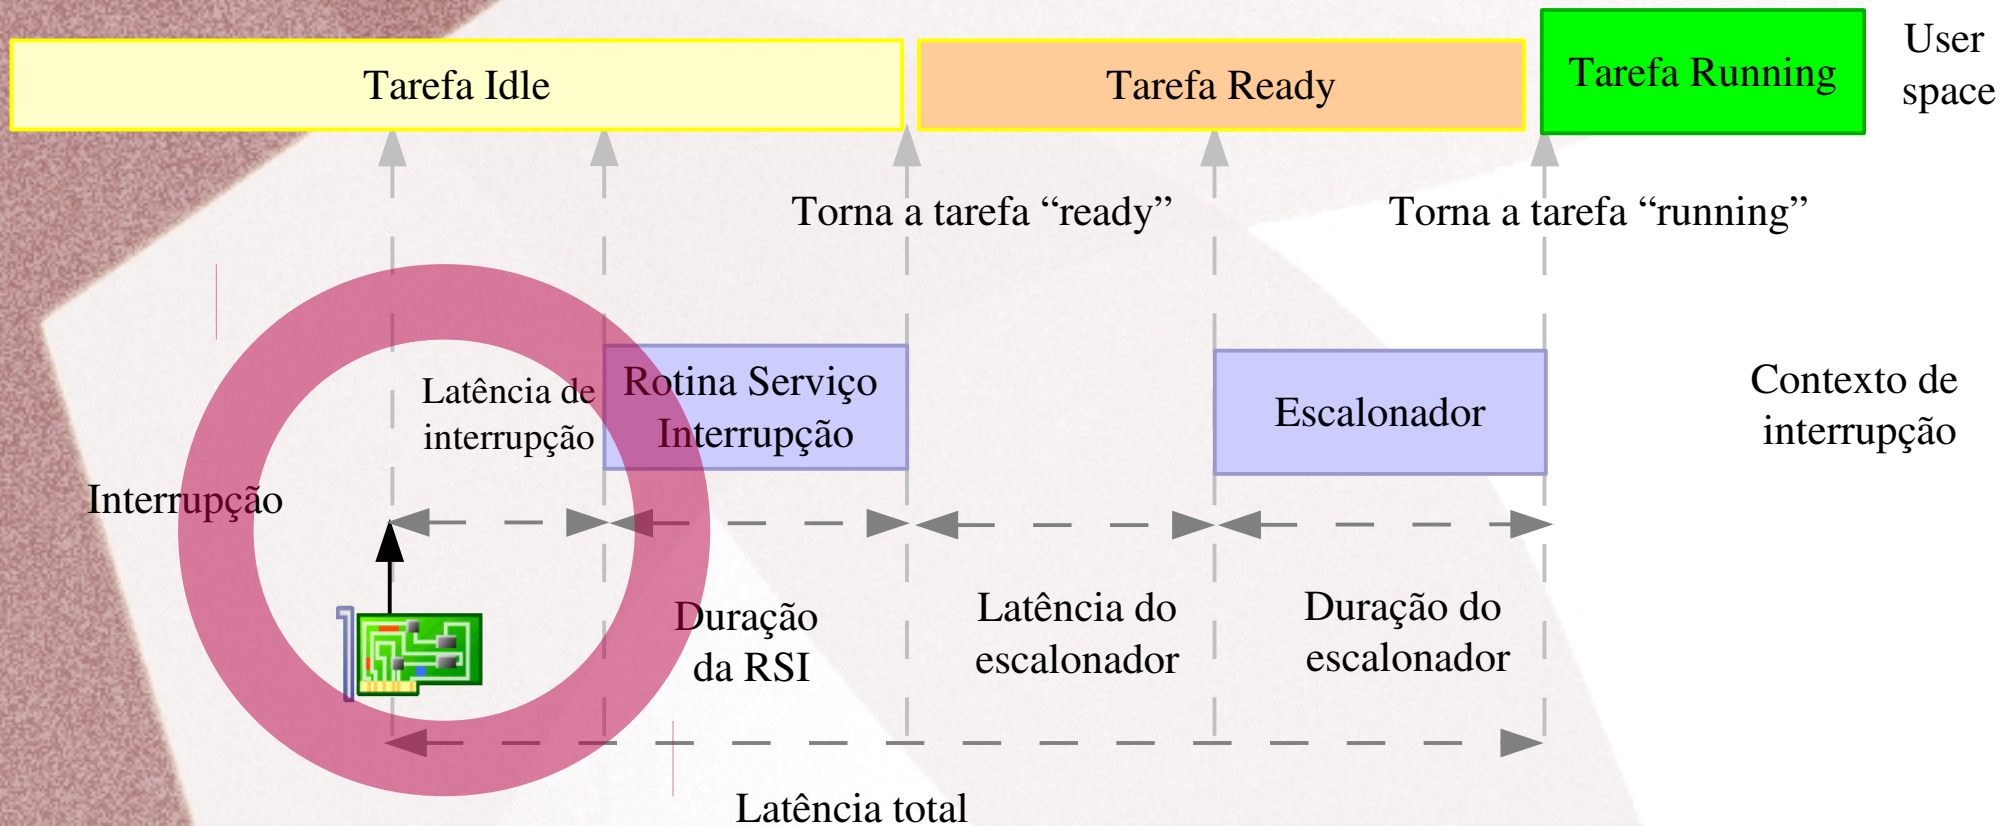 Tarefa Idle
Tarefa Ready
Tarefa Running
User
space
Torna a tarefa “ready”
Torna a tarefa “running”
Latência de
interrupção
Rotina Serviço
Interrupção
Escalonador
Contexto de
interrupção
Interrupção
Duração
da RSI
Latência do
escalonador
Duração do
escalonador
Latência total